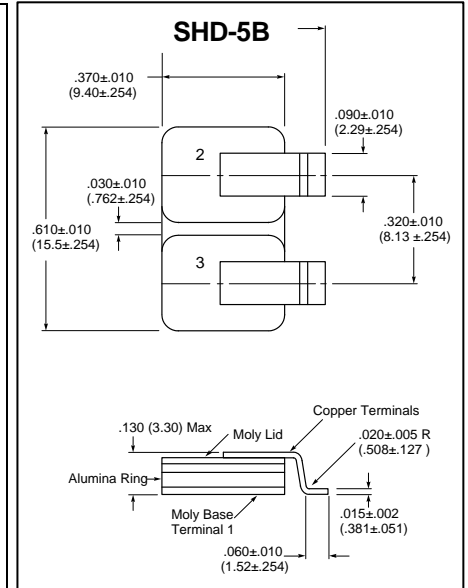 SHD-5B
.370±.010
(9.40±.254)
.090±.010
(2.29±.254)
2
.030±.010
(.762±.254)
.610±.010
(15.5±.254)
.320±.010
(8.13 ±.254)
3
Copper Terminals
.130 (3.30) Max
Moly Lid
.020±.005 R
(.508±.127 )
Alumina Ring
Moly Base
Terminal 1
.015±.002
(.381±.051)
.060±.010
(1.52±.254)